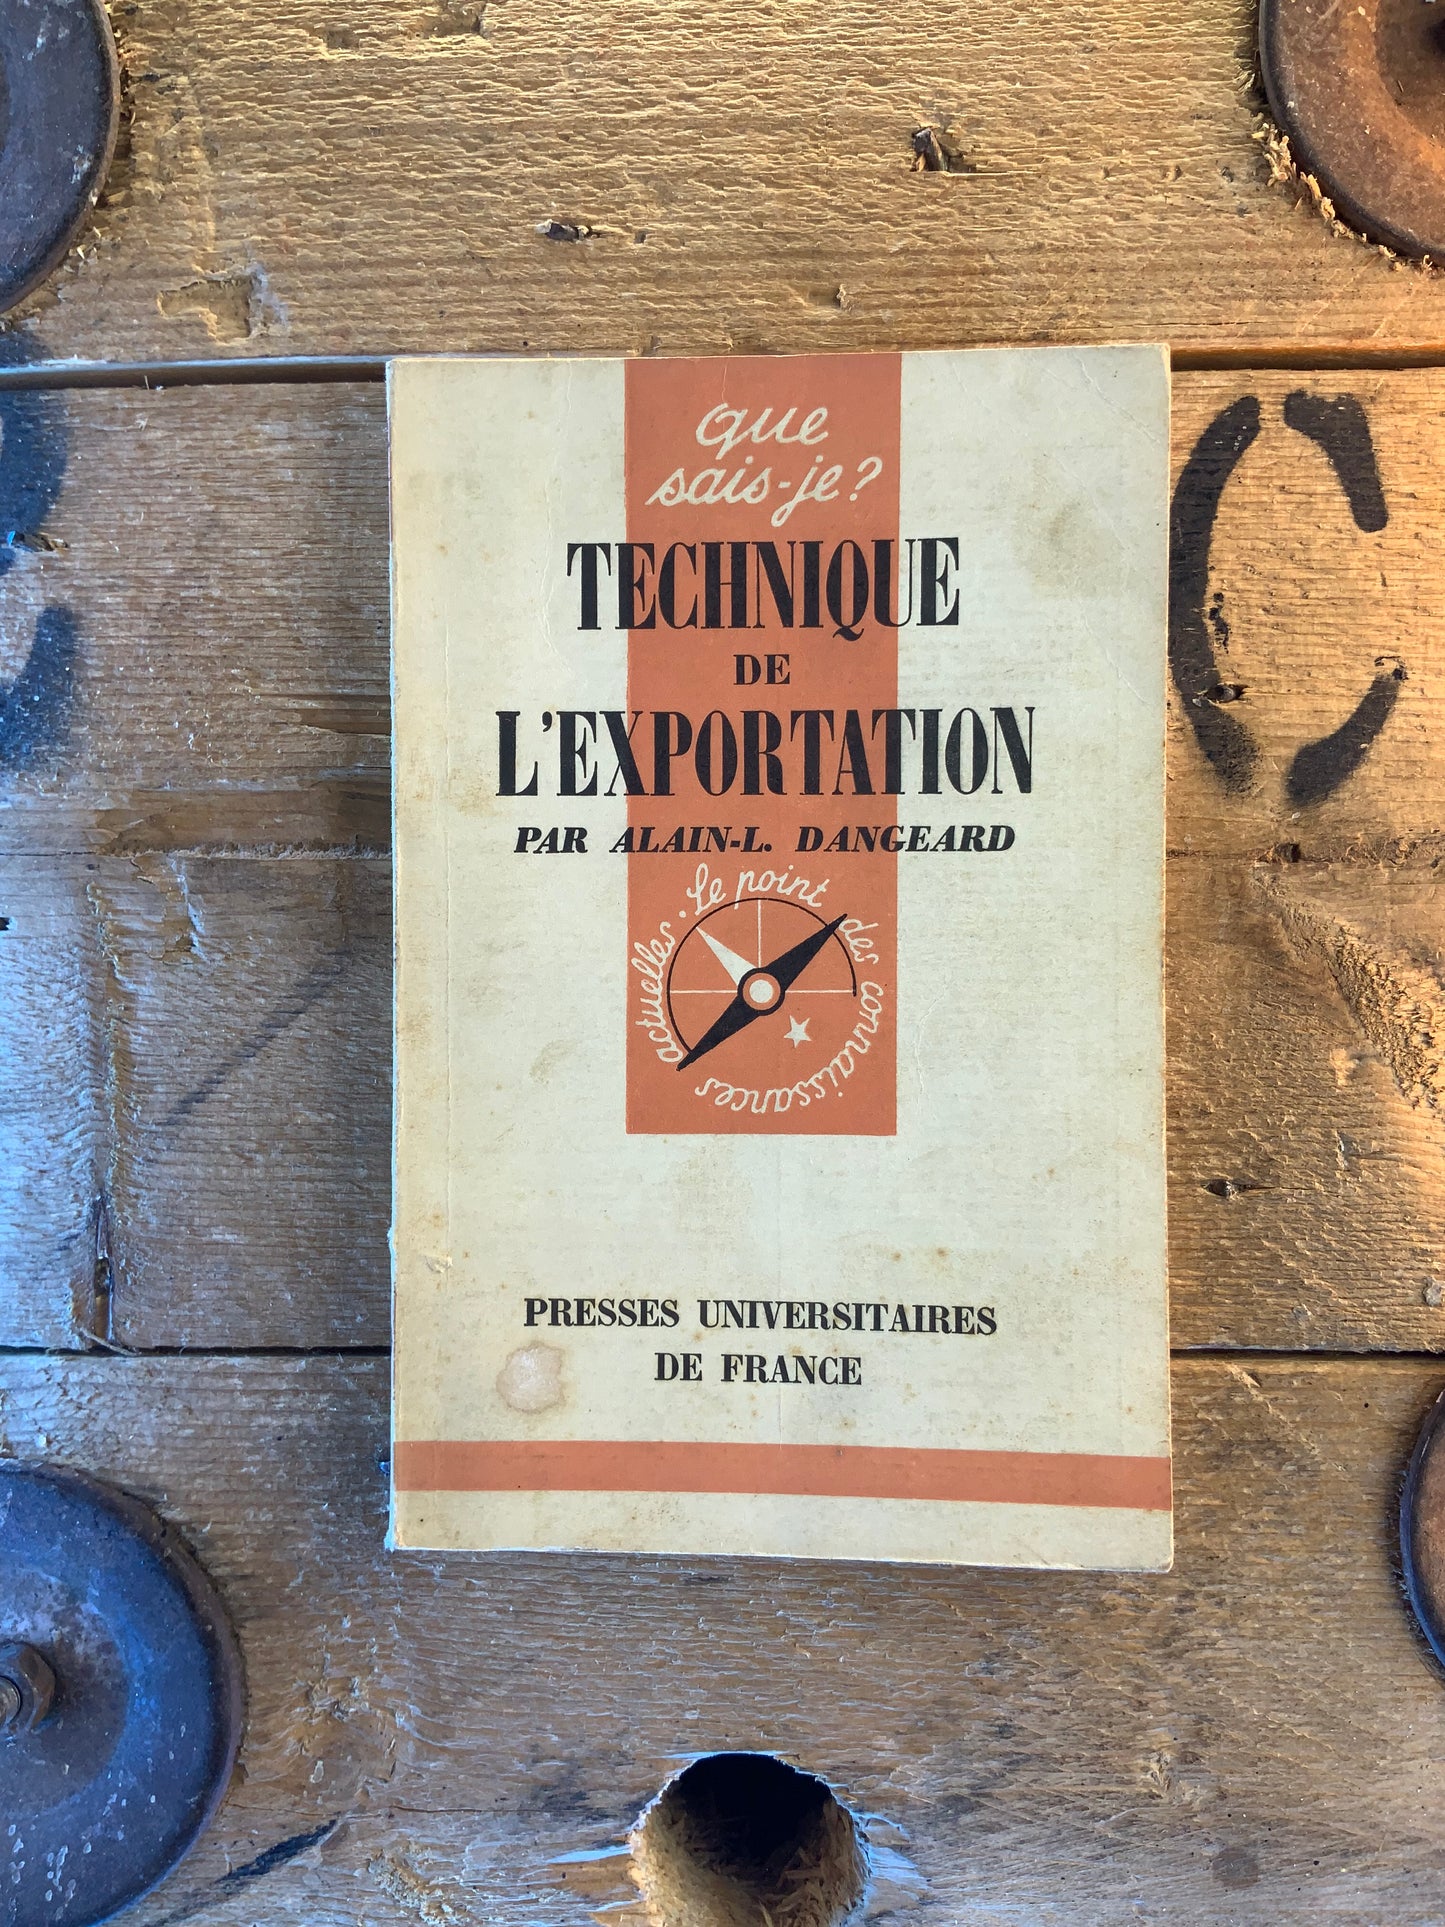 que
sais-je?
TECHNIQUE
DE
L'EXPORTATION
PAR ALAIN-L. DANGEARD
Le point des connaissances actuelles.
PRESSES UNIVERSITAIRES
DE FRANCE